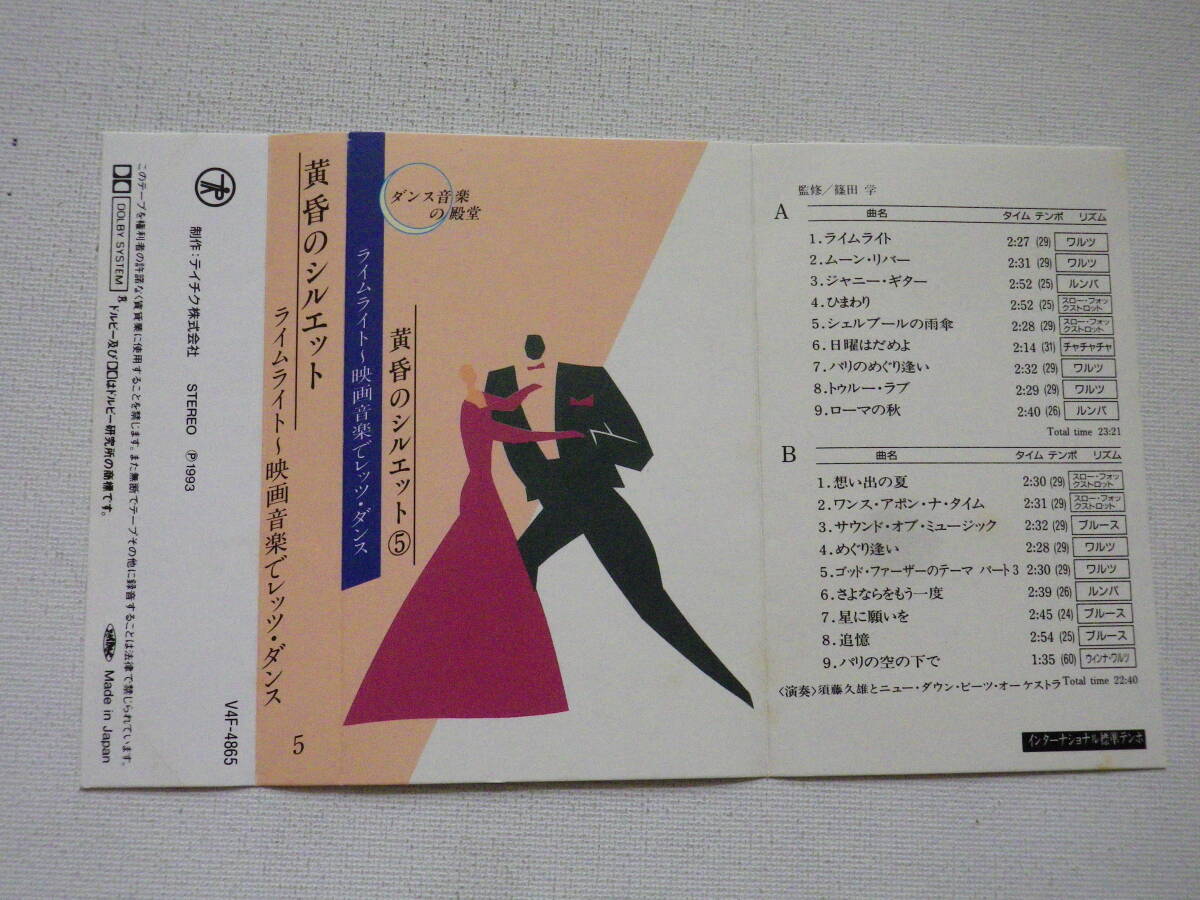 このテープを権利者の許諾なく賃貸業に使用することを禁じます。また無断でテープその他に録音することは法律で禁じられています。
DOLBY SYSTEM
ドルビー及びはドルビー研究所の商標です。
Made in Japan
制作:テイチク株式会社
STEREO
Ⓟ1993
V4F-4865
黄昏のシルエット
ライムライト〜映画音楽でレッツ・ダンス
5
ダンス音楽
の殿堂
ライムライト〜映画音楽でレッツ・ダンス
黄昏のシルエット⑤
監修/篠田 学
A 曲名 タイム テンポ リズム
1.ライムライト 2:27 (29) ワルツ
2.ムーン・リバー 2:31 (29) ワルツ
3.ジャニー・ギター 2:52 (25) ルンバ
4.ひまわり 2:52 (25) スロー・フォックストロット
5.シェルブールの雨傘 2:28 (29) スロー・フォックストロット
6.日曜はだめよ 2:14 (31) チャチャチャ
7.パリのめぐり逢い 2:32 (29) ワルツ
8.トゥルー・ラブ 2:29 (29) ワルツ
9.ローマの秋 2:40 (26) ルンバ
Total time 23:21
B 曲名 タイム テンポ リズム
1.想い出の夏 2:30 (29) スロー・フォックストロット
2.ワンス・アポン・ナ・タイム 2:31 (29) スロー・フォックストロット
3.サウンド・オブ・ミュージック 2:32 (29) ブルース
4.めぐり逢い 2:28 (29) ワルツ
5.ゴッド・ファーザーのテーマ パート3 2:30 (29) ワルツ
6.さよならをもう一度 2:39 (26) ルンバ
7.星に願いを 2:45 (24) ブルース
8.追憶 2:54 (25) ブルース
9.パリの空の下で 1:35 (60) ウィンナ・ワルツ
Total time 22:40
〈演奏〉須藤久雄とニュー・ダウン・ビーツ・オーケストラ
インターナショナル標準テンポ